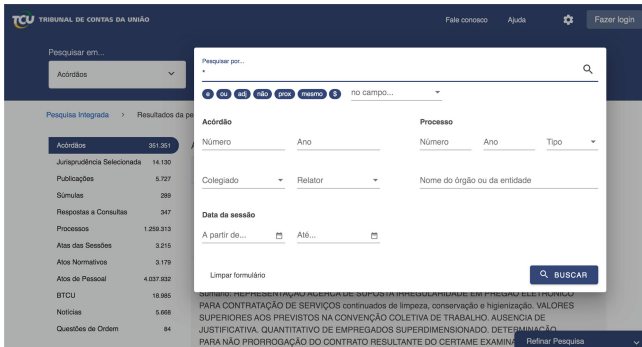 TCU TRIBUNAL DE CONTAS DA UNIÃO
Fale conosco
Ajuda
Fazer login
Pesquisar em...
Acórdãos
Pesquisa Integrada > Resultados da pe
Acórdãos 351.351
Jurisprudência Selecionada 14.130
Publicações 5.727
Súmulas 289
Respostas a Consultas 347
Processos 1.259.313
Atas das Sessões 3.215
Atos Normativos 3.179
Atos de Pessoal 4.037.932
BTCU 18.985
Notícias 5.668
Questões de Ordem 84
Pesquisar por...
*
e ou adj não prox mesmo $ no campo...
Acórdão
Número Ano
Colegiado Relator
Processo
Número Ano Tipo
Nome do órgão ou da entidade
Data da sessão
A partir de... Até...
Limpar formulário
BUSCAR
Sumário: REPRESENTAÇÃO ACERCA DE SUPOSTA IRREGULARIDADE EM PREGÃO ELETRÔNICO
PARA CONTRATAÇÃO DE SERVIÇOS continuados de limpeza, conservação e higienização. VALORES
SUPERIORES AOS PREVISTOS NA CONVENÇÃO COLETIVA DE TRABALHO. AUSENCIA DE
JUSTIFICATIVA. QUANTITATIVO DE EMPREGADOS SUPERDIMENSIONADO. DETERMINAÇÃO
PARA NÃO PRORROGAÇÃO DO CONTRATO RESULTANTE DO CERTAME EXAMINA
Refinar Pesquisa